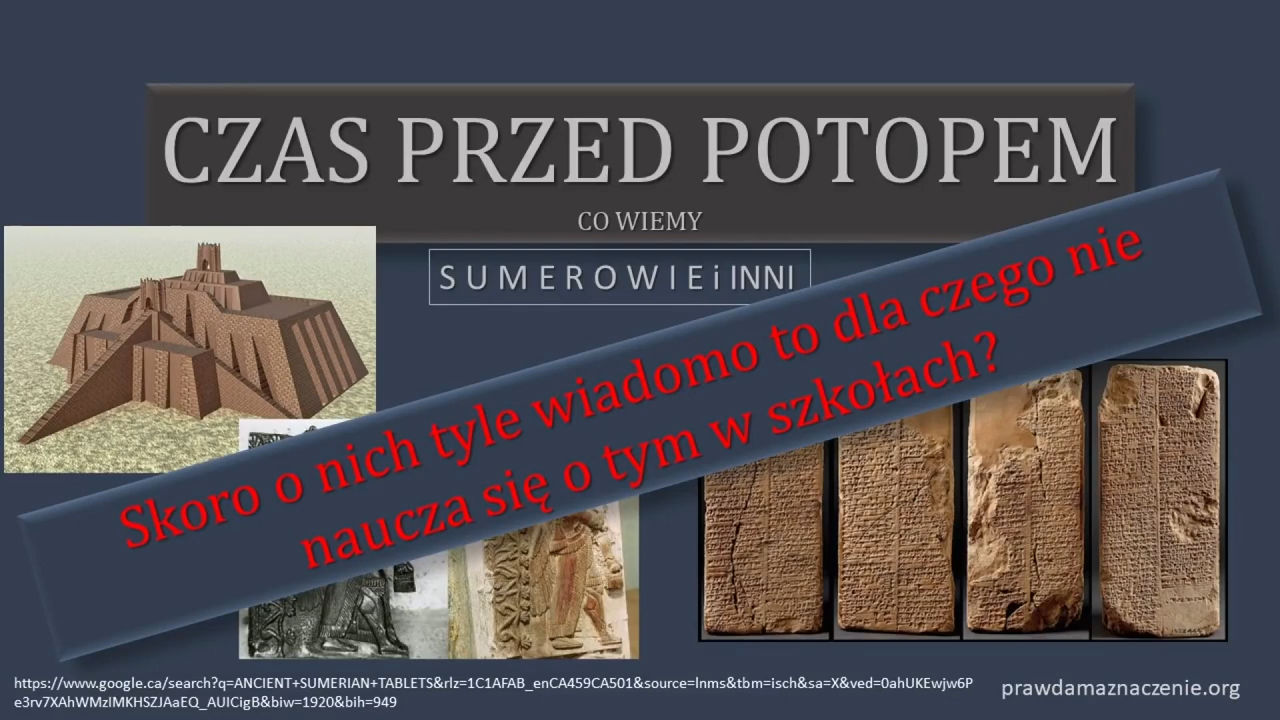 CZAS PRZED POTOPEM
CO WIEMY
S U M E R O W I E i INNI
Skoro o nich tyle wiadomo to dla czego nie
naucza się o tym w szkołach?
https://www.google.ca/search?q=ANCIENT+SUMERIAN+TABLETS&rlz=1C1AFAB_enCA459CA501&source=lnms&tbm=isch&sa=X&ved=0ahUKEwjw6P
e3rv7XAhWMzIMKHSZJAaEQ_AUICigB&biw=1920&bih=949
prawdamaznaczenie.org